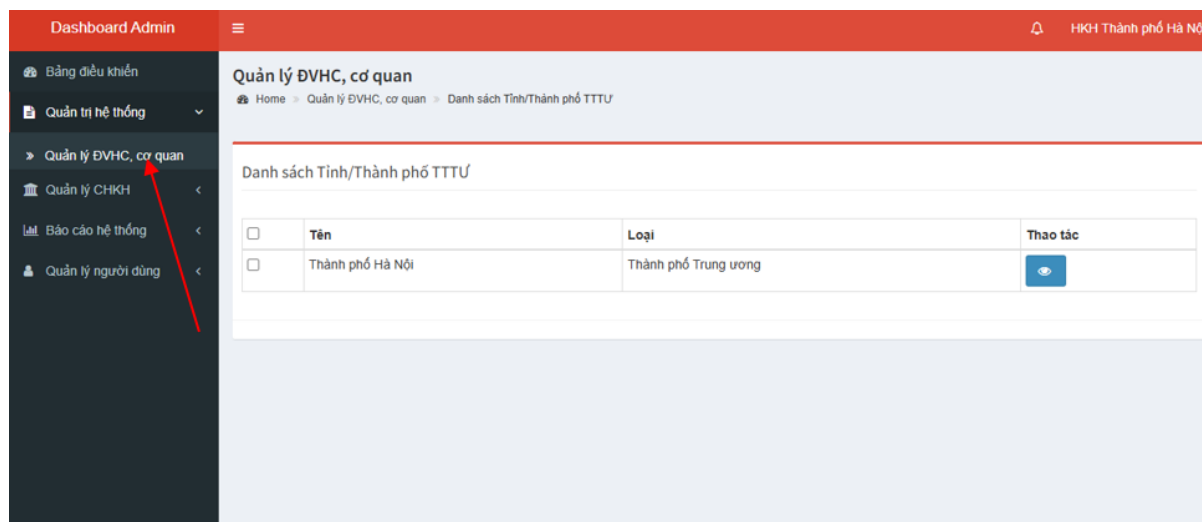 Dashboard Admin
HKH Thành phố Hà Nộ
Bảng điều khiển
Quản trị hệ thống
Quản lý ĐVHC, cơ quan
Quản lý CHKH
Báo cáo hệ thống
Quản lý người dùng
Quản lý ĐVHC, cơ quan
Home » Quản lý ĐVHC, cơ quan » Danh sách Tỉnh/Thành phố TTTƯ
Danh sách Tỉnh/Thành phố TTTƯ
Tên Loại Thao tác
Thành phố Hà Nội Thành phố Trung ương